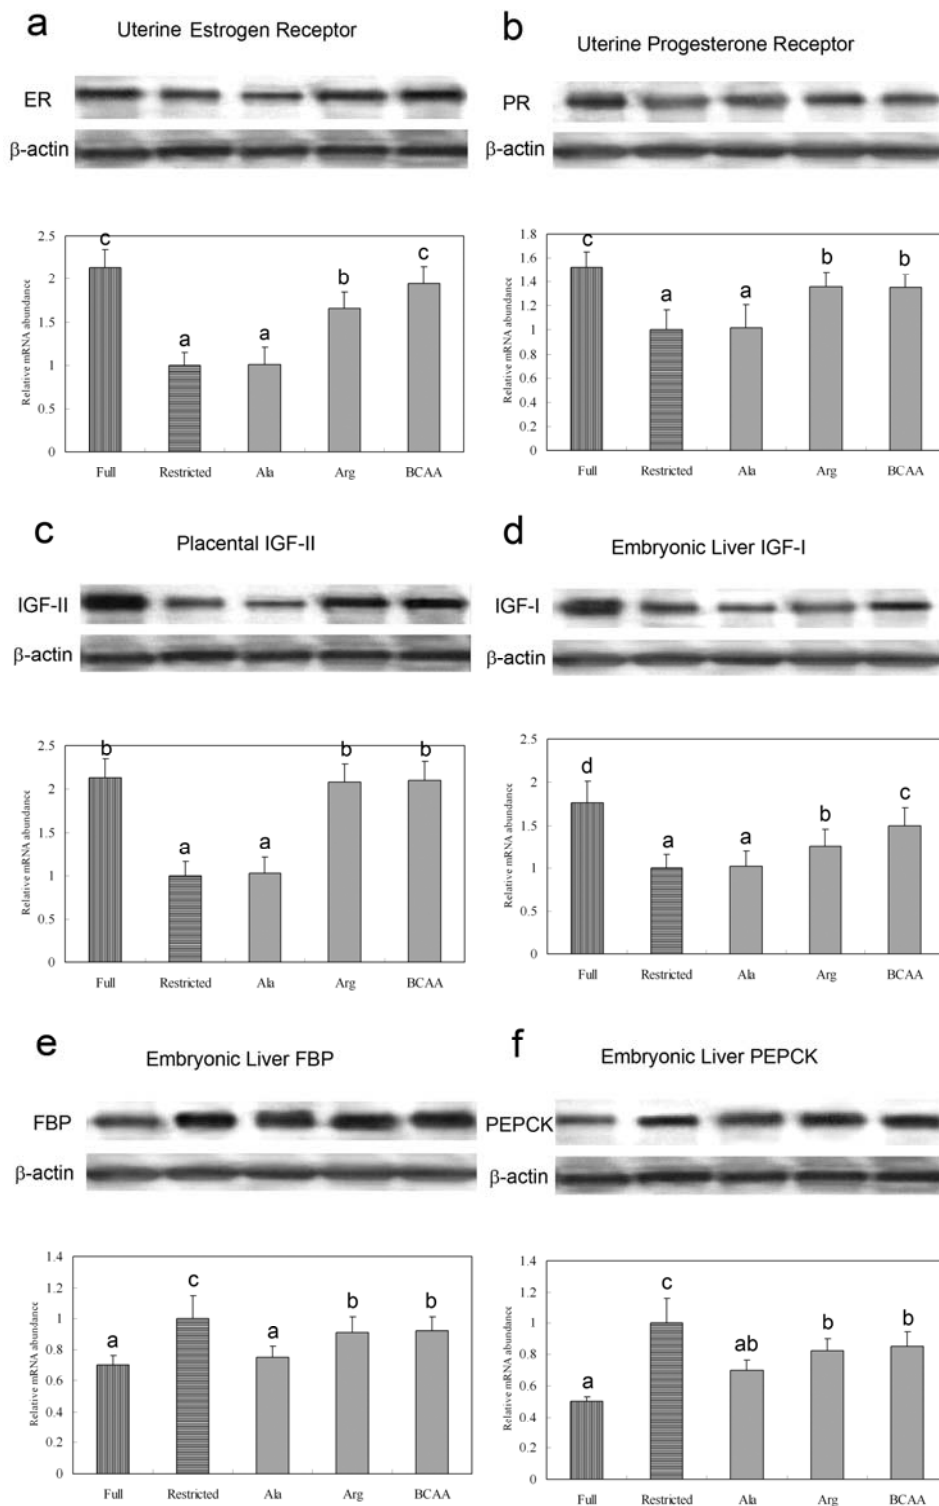 a
Uterine Estrogen Receptor
ER
β-actin
2.5
2
1.5
1
0.5
0
Relative mRNA abundance
c
a
a
b
c
Full
Restricted
Ala
Arg
BCAA
b
Uterine Progesterone Receptor
PR
β-actin
1.8
1.6
1.4
1.2
1
0.8
0.6
0.4
0.2
0
Relative mRNA abundance
c
a
a
b
b
Full
Restricted
Ala
Arg
BCAA
c
Placental IGF-II
IGF-II
β-actin
2.5
2
1.5
1
0.5
0
Relative mRNA abundance
b
a
a
b
b
Full
Restricted
Ala
Arg
BCAA
d
Embryonic Liver IGF-I
IGF-I
β-actin
2.5
2
1.5
1
0.5
0
Relative mRNA abundance
d
a
a
b
c
Full
Restricted
Ala
Arg
BCAA
e
Embryonic Liver FBP
FBP
β-actin
1.4
1.2
1
0.8
0.6
0.4
0.2
0
Relative mRNA abundance
a
c
a
b
b
Full
Restricted
Ala
Arg
BCAA
f
Embryonic Liver PEPCK
PEPCK
β-actin
1.4
1.2
1
0.8
0.6
0.4
0.2
0
Relative mRNA abundance
a
c
ab
b
b
Full
Restricted
Ala
Arg
BCAA